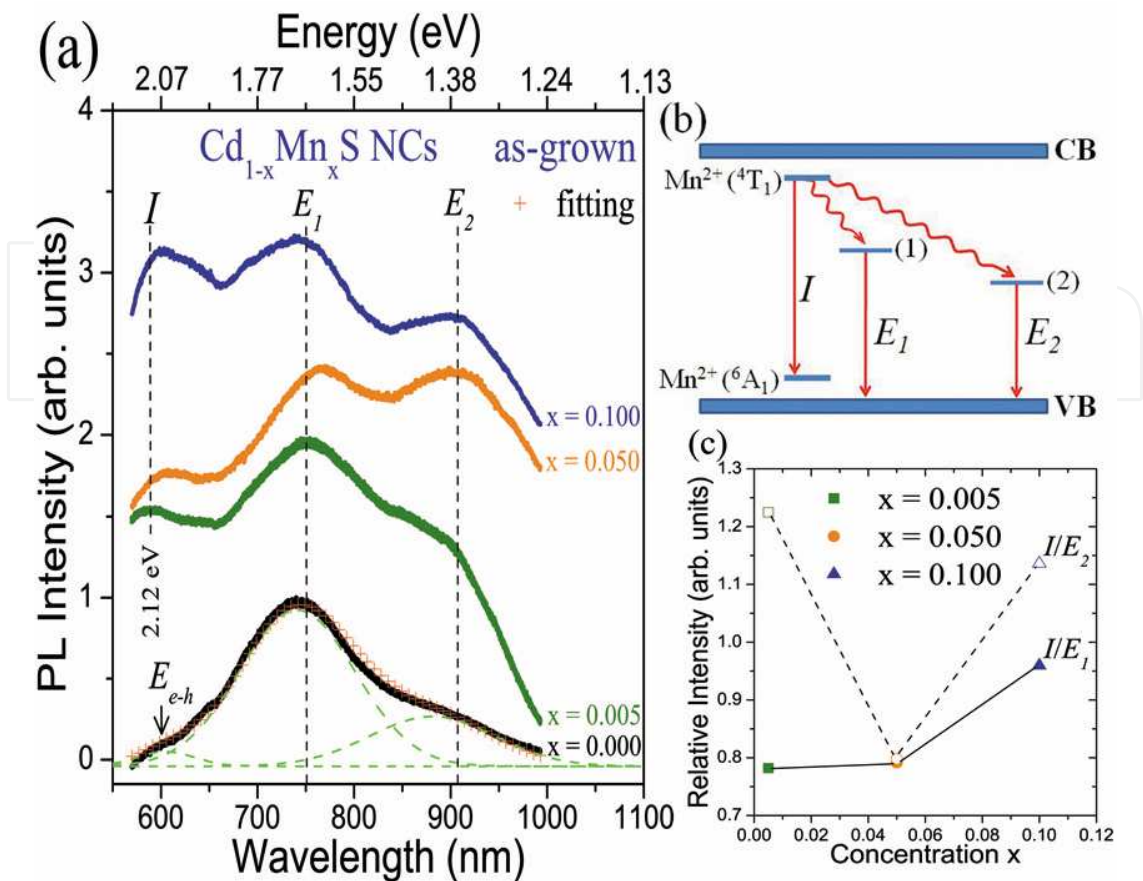 (a)
Energy (eV)
2.07 1.77 1.55 1.38 1.24 1.13
Cd₁₋ₓMnₓS NCs as-grown
+ fitting
I E₁ E₂
x = 0.100
x = 0.050
x = 0.005
x = 0.000
2.12 eV
E_e-h
PL Intensity (arb. units)
4
3
2
1
0
600 700 800 900 1000 1100
Wavelength (nm)
(b)
CB
Mn²⁺ (⁴T₁)
(1)
(2)
I E₁ E₂
Mn²⁺ (⁶A₁)
VB
(c)
Relative Intensity (arb. units)
1.3
1.2
1.1
1.0
0.9
0.8
0.7
x = 0.005
x = 0.050
x = 0.100
I/E₂
I/E₁
0.00 0.02 0.04 0.06 0.08 0.10 0.12
Concentration x